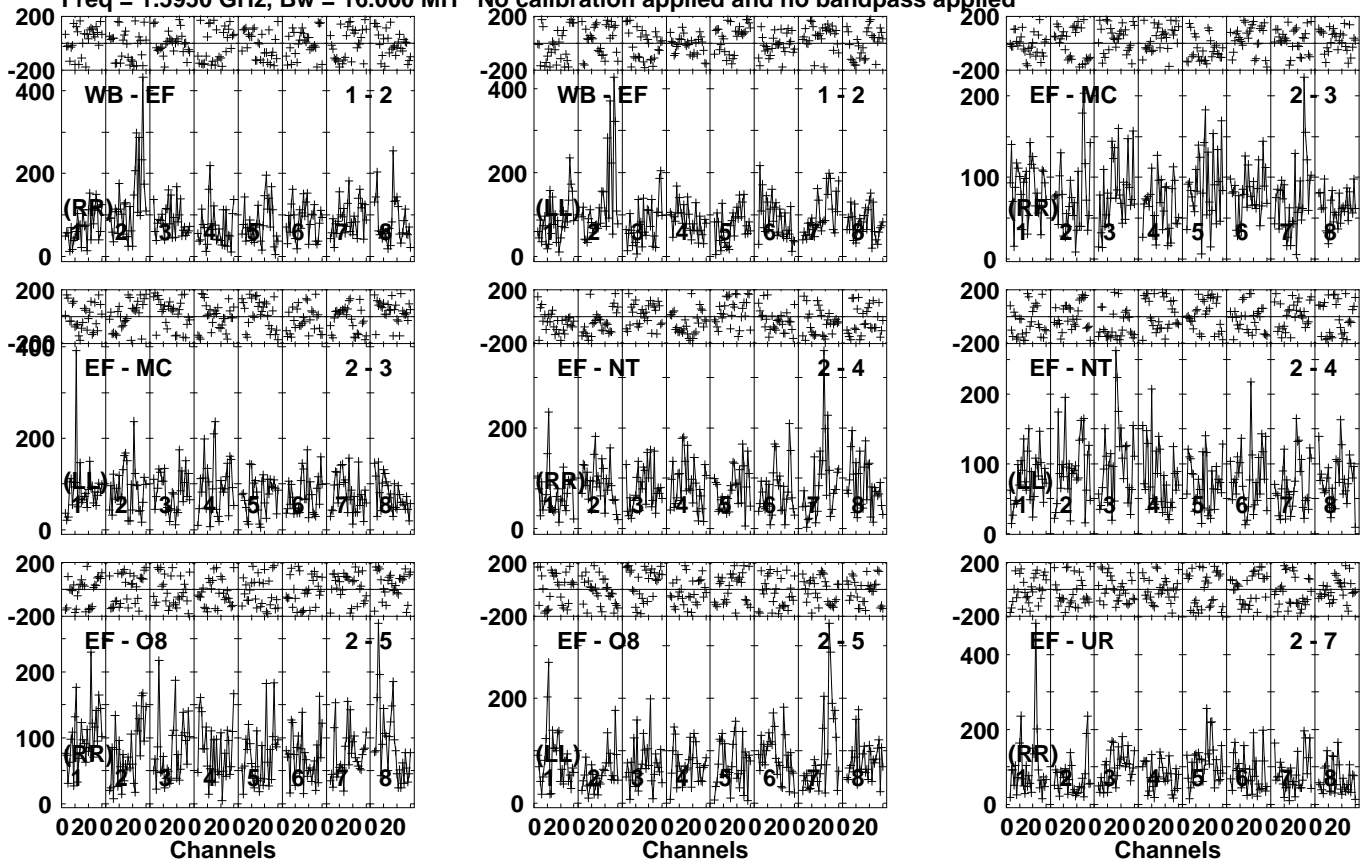 Freq = 1.5950 GHz, Bw = 16.000 MH No calibration applied and no bandpass applied
200 200 200
-200 -200 -200
400 WB - EF 1 - 2 400 WB - EF 1 - 2 200 EF - MC 2 - 3
200 200 100
(RR) (LL) (RR)
1 2 3 4 5 6 7 8 1 2 3 4 5 6 7 8 1 2 3 4 5 6 7 8
0 0 0
200 200 200
-200 -200 -200
400 EF - MC 2 - 3 EF - NT 2 - 4 EF - NT 2 - 4
200 200 200
100
(LL) (RR) (LL)
1 2 3 4 5 6 7 8 1 2 3 4 5 6 7 8 1 2 3 4 5 6 7 8
0 0 0
200 200 200
-200 -200 -200
EF - O8 2 - 5 EF - O8 2 - 5 EF - UR 2 - 7
200 200 400
100 200
(RR) (LL) (RR)
1 2 3 4 5 6 7 8 1 2 3 4 5 6 7 8 1 2 3 4 5 6 7 8
0 0 0
0 20 0 20 0 20 0 20 0 20 0 20 0 20 0 20 0 20 0 20 0 20 0 20 0 20 0 20 0 20 0 20 0 20 0 20 0 20 0 20 0 20 0 20 0 20 0 20
Channels Channels Channels